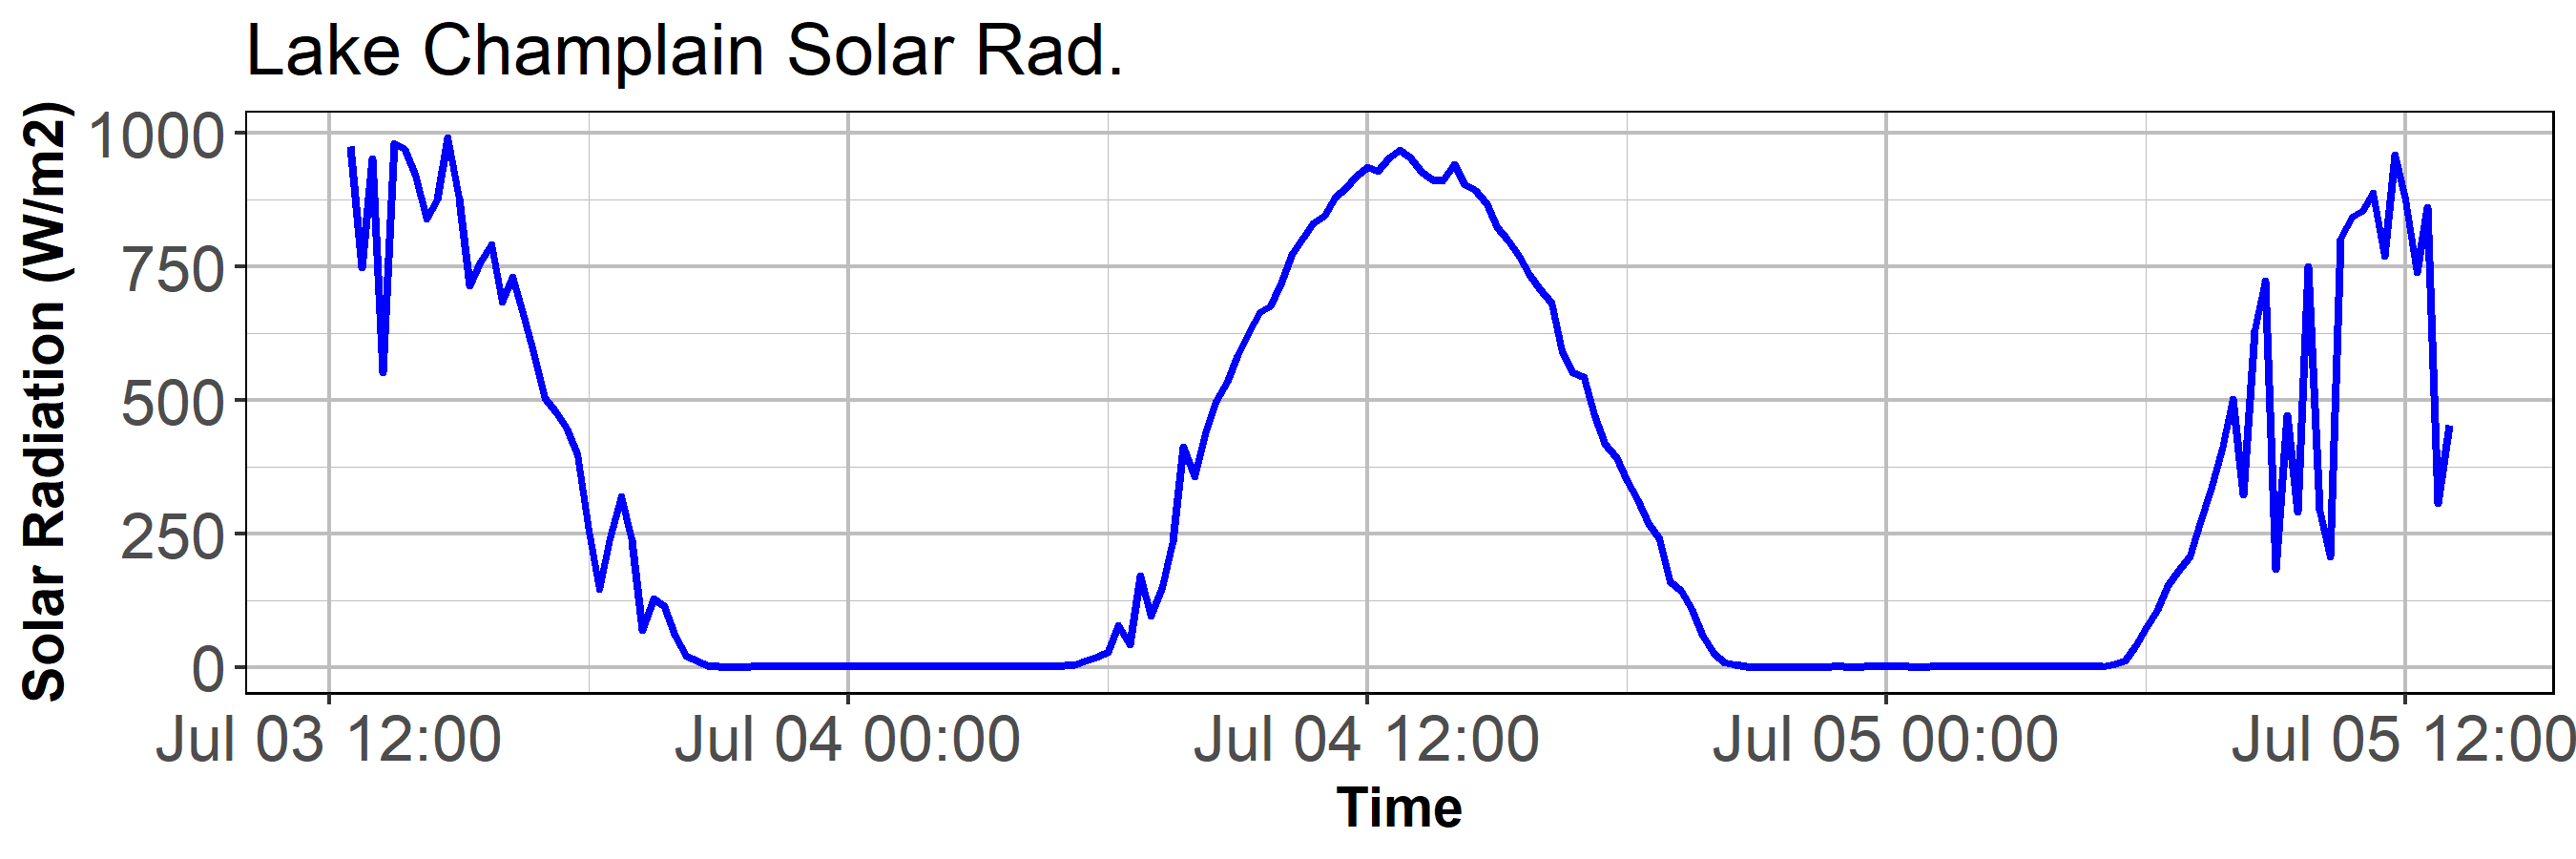 Lake Champlain Solar Rad.
Solar Radiation (W/m2)
1000
750
500
250
0
Jul 03 12:00
Jul 04 00:00
Jul 04 12:00
Jul 05 00:00
Jul 05 12:00
Time